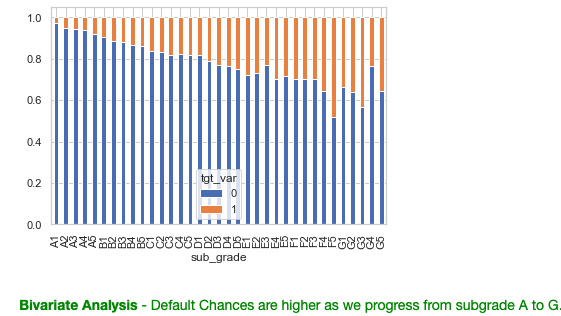 1.0
0.8
0.6
0.4
0.2
0.0
tgt_var
0
1
A1 A2 A3 A4 A5 B1 B2 B3 B4 B5 C1 C2 C3 C4 C5 D1 D2 D3 D4 D5 E1 E2 E3 E4 E5 F1 F2 F3 F4 F5 G1 G2 G3 G4 G5
sub_grade
Bivariate Analysis - Default Chances are higher as we progress from subgrade A to G.